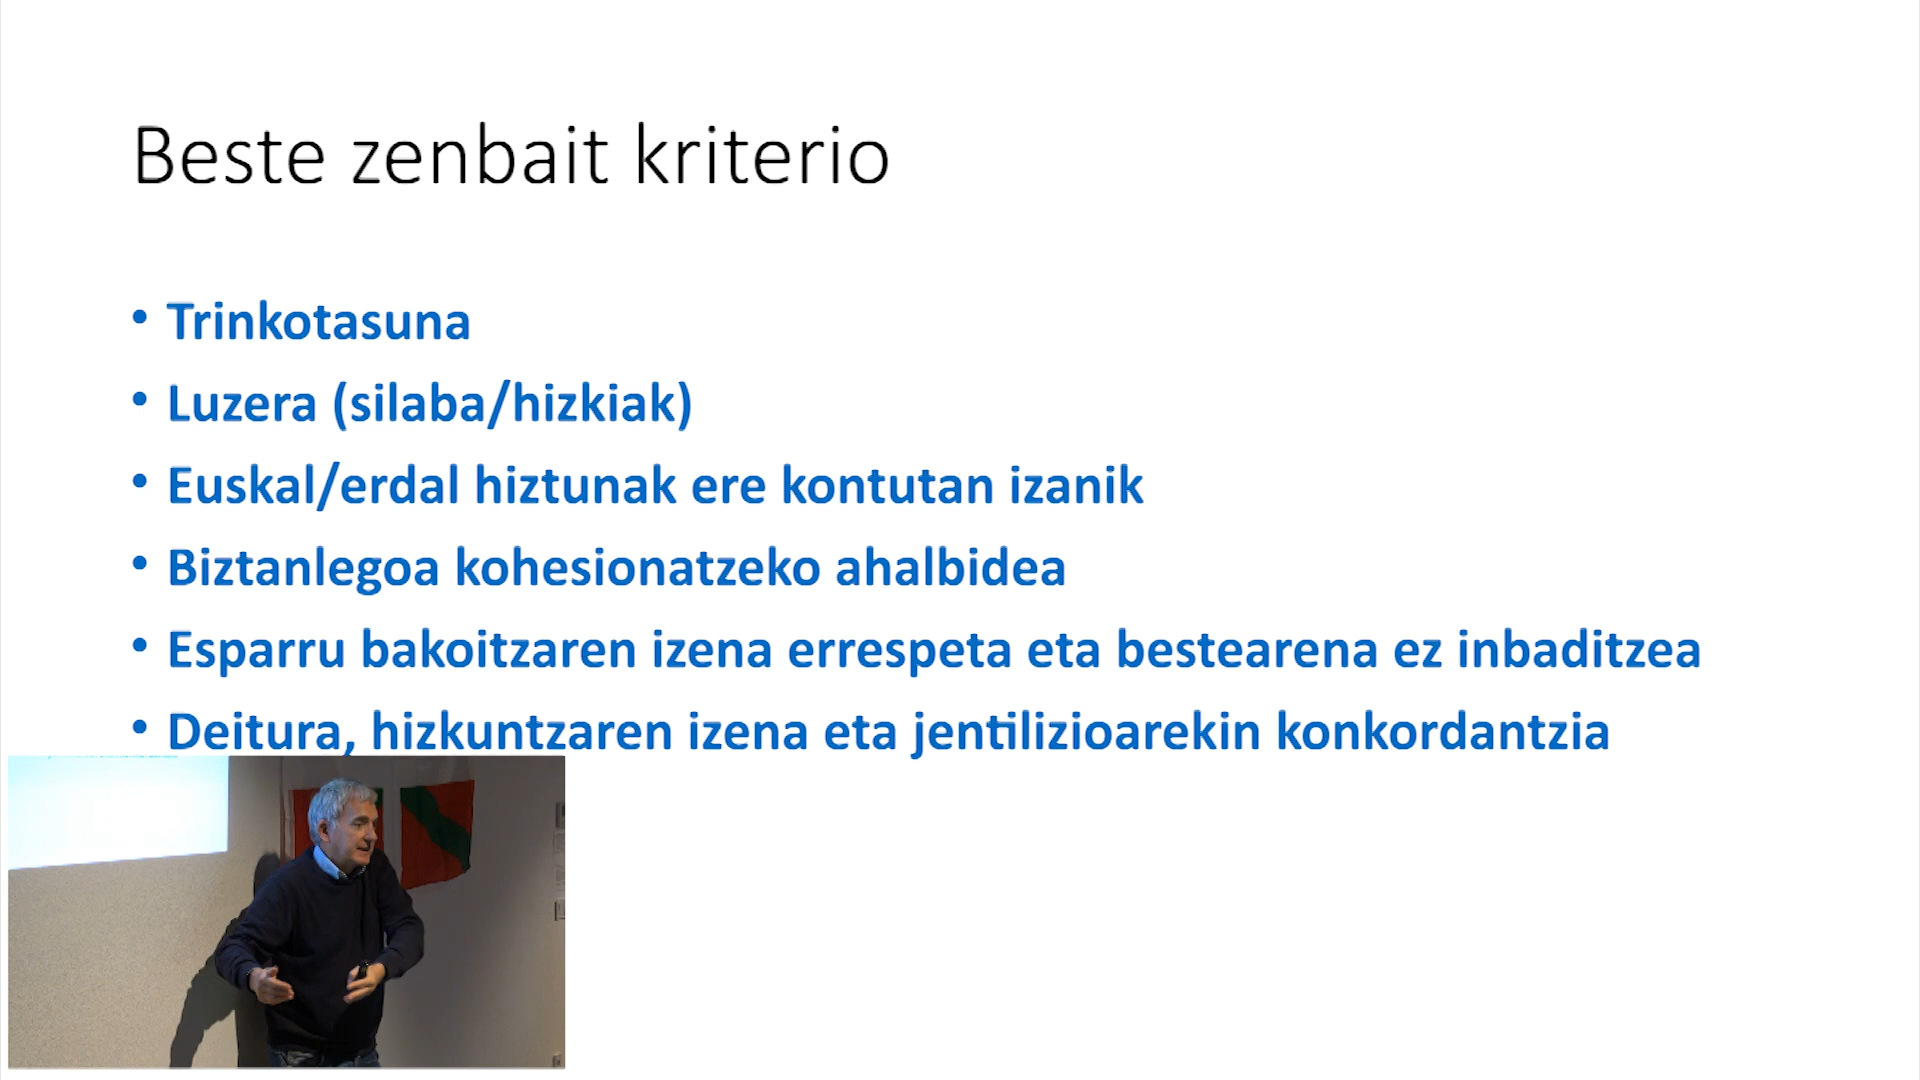 Beste zenbait kriterio
• Trinkotasuna
• Luzera (silaba/hizkiak)
• Euskal/erdal hiztunak ere kontutan izanik
• Biztanlegoa kohesionatzeko ahalbidea
• Esparru bakoitzaren izena errespeta eta bestearena ez inbaditzea
• Deitura, hizkuntzaren izena eta jentilizioarekin konkordantzia